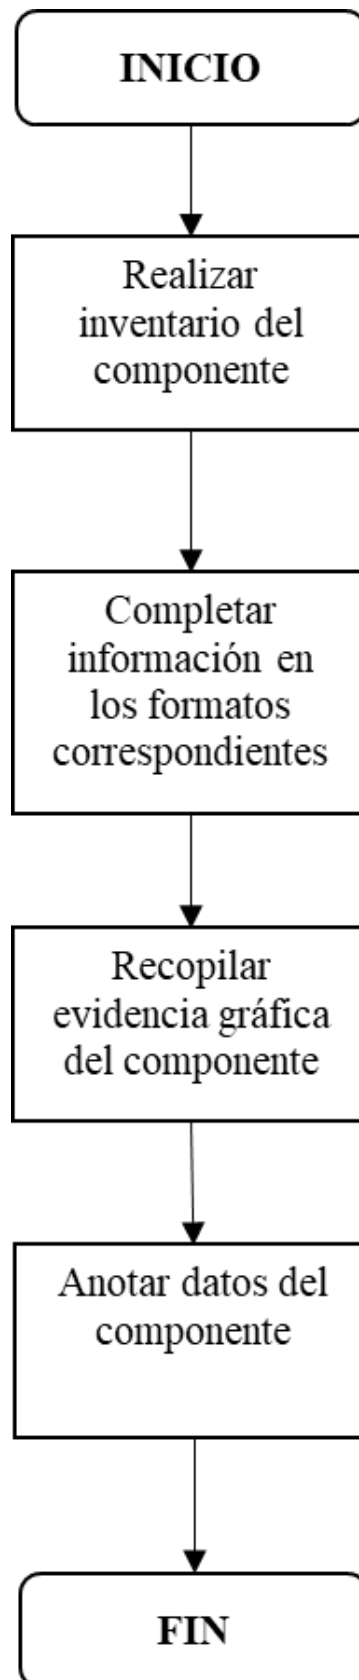 INICIO
Realizar
inventario del
componente
Completar
información en
los formatos
correspondientes
Recopilar
evidencia gráfica
del componente
Anotar datos del
componente
FIN